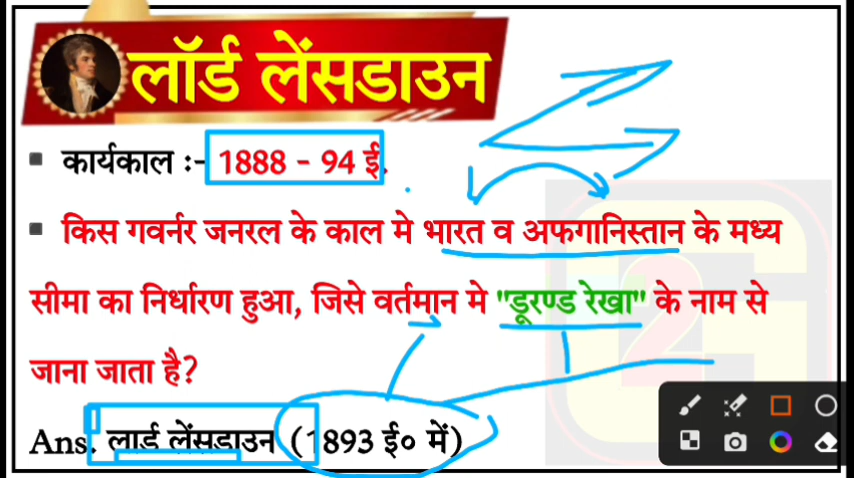 लॉर्ड लेंसडाउन
▪ कार्यकाल :- 1888 - 94 ई.
▪ किस गवर्नर जनरल के काल मे भारत व अफगानिस्तान के मध्य
सीमा का निर्धारण हुआ, जिसे वर्तमान मे "डूरण्ड रेखा" के नाम से
जाना जाता है?
Ans. लार्ड लेंसडाउन (1893 ई० में)